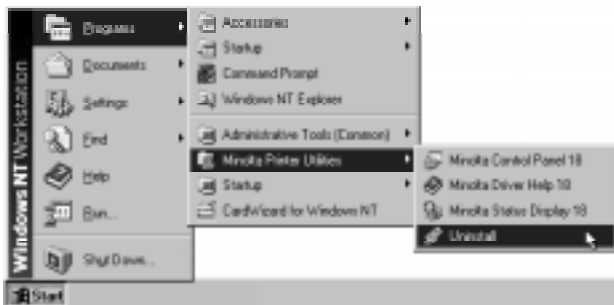 Windows NT Workstation
Programs
Documents
Settings
Find
Help
Run...
Shut Down...
Start
Accessories
Startup
Command Prompt
Windows NT Explorer
Administrative Tools (Common)
Minolta Printer Utilities
Startup
CardWizard for Windows NT
Minolta Control Panel 18
Minolta Driver Help 18
Minolta Status Display 18
Uninstall